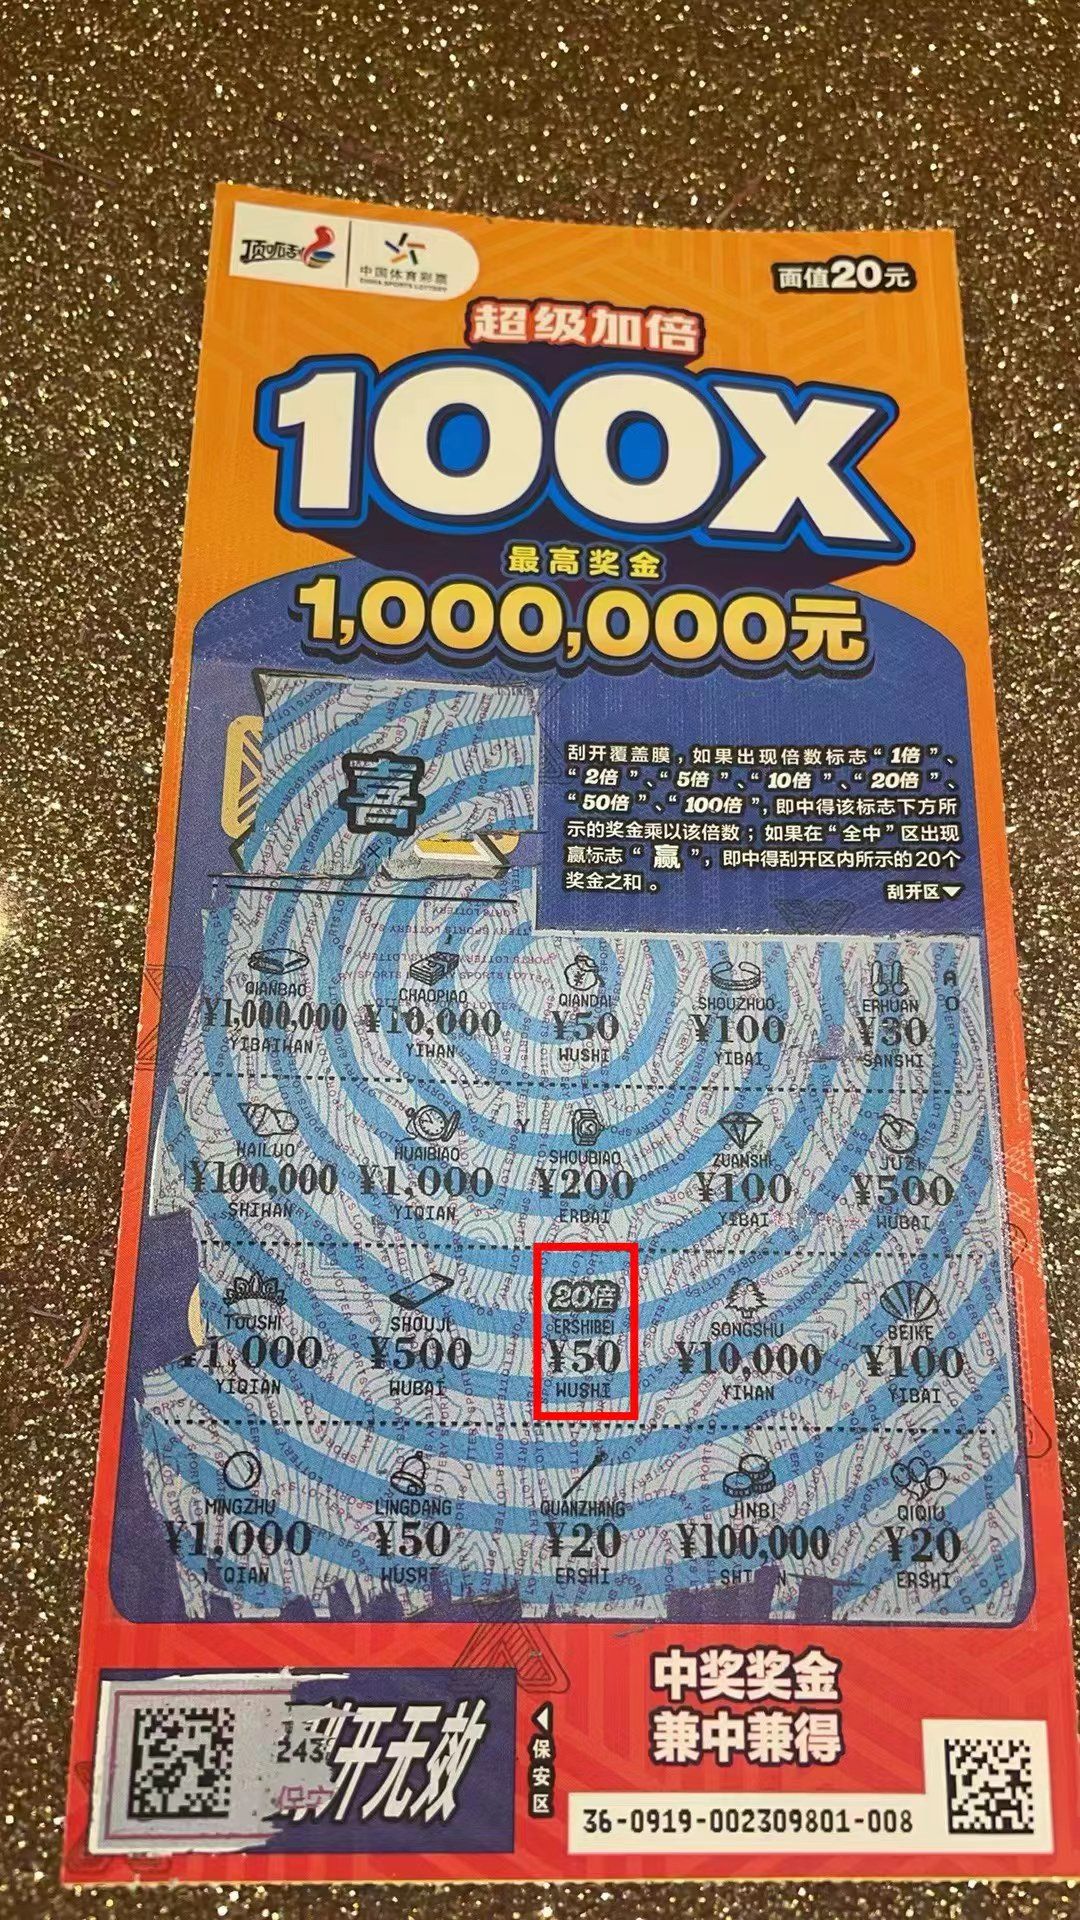 顶呱刮
中国体育彩票
CHINA SPORTS LOTTERY
面值20元
超级加倍
100X
最高奖金
1,000,000元
喜
刮开覆盖膜，如果出现倍数标志“1倍”、
“2倍”、“5倍”、“10倍”、“20倍”、
“50倍”、“100倍”，即中得该标志下方所
示的奖金乘以该倍数；如果在“全中”区出现
赢标志“赢”，即中得刮开区内所示的20个
奖金之和。
刮开区
QIANBAO CHAOPIAO QIANDAI SHOUZHUO ERHUAN
¥1,000,000 ¥10,000 ¥50 ¥100 ¥30
YIBAIWAN YIWAN WUSHI YIBAI SANSHI
HAILUO HUAIBIAO SHOUBIAO ZUANSHI JUZI
¥100,000 ¥1,000 ¥200 ¥100 ¥500
SHIWAN YIQIAN ERBAI YIBAI WUBAI
20倍
TOUSHI SHOUJI ERSHIBEI SONGSHU BEIKE
¥1,000 ¥500 ¥50 ¥10,000 ¥100
YIQIAN WUBAI WUSHI YIWAN YIBAI
MINGZHU LINGDANG QUANZHANG JINBI QIQIU
¥1,000 ¥50 ¥20 ¥100,000 ¥20
YIQIAN WUSHI ERSHI ERSHI
中奖奖金
兼中兼得
保安区
243
保安
开无效
36-0919-002309801-008